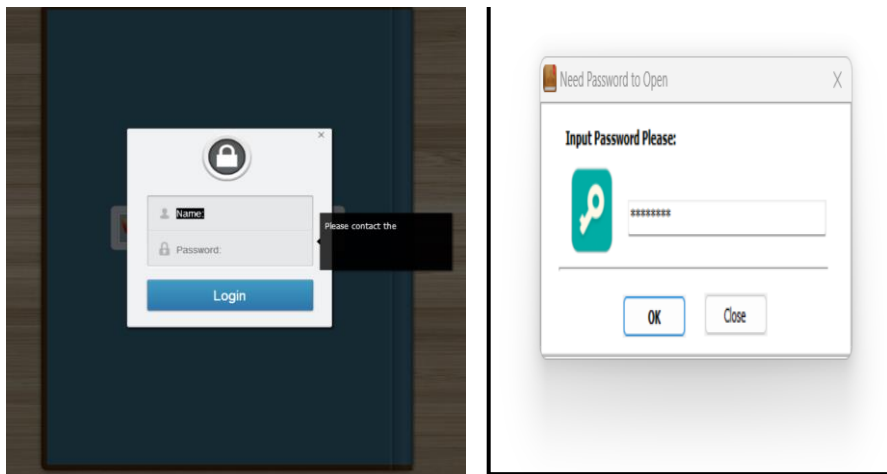 Name:
Please contact the
Password:
Login
Need Password to Open
Input Password Please:
********
OK
Close